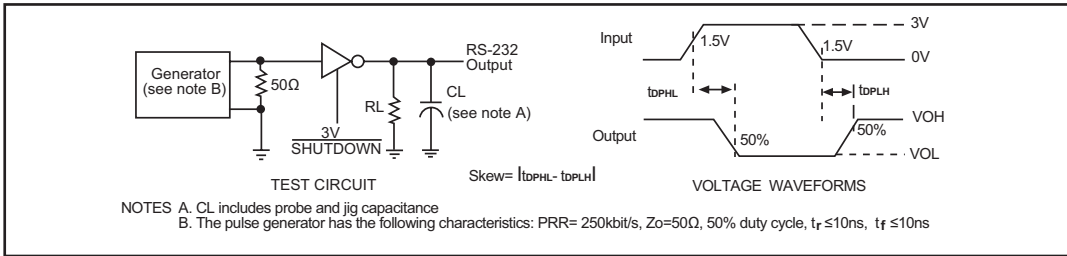 Generator
(see note B)
50Ω
RS-232
Output
RL
CL
(see note A)
3V
SHUTDOWN
TEST CIRCUIT
Input
1.5V
1.5V
3V
0V
tDPHL
tDPLH
Output
50%
50%
VOH
VOL
Skew= |tDPHL- tDPLH|
VOLTAGE WAVEFORMS
NOTES A. CL includes probe and jig capacitance
B. The pulse generator has the following characteristics: PRR= 250kbit/s, Zo=50Ω, 50% duty cycle, tr ≤10ns, tf ≤10ns